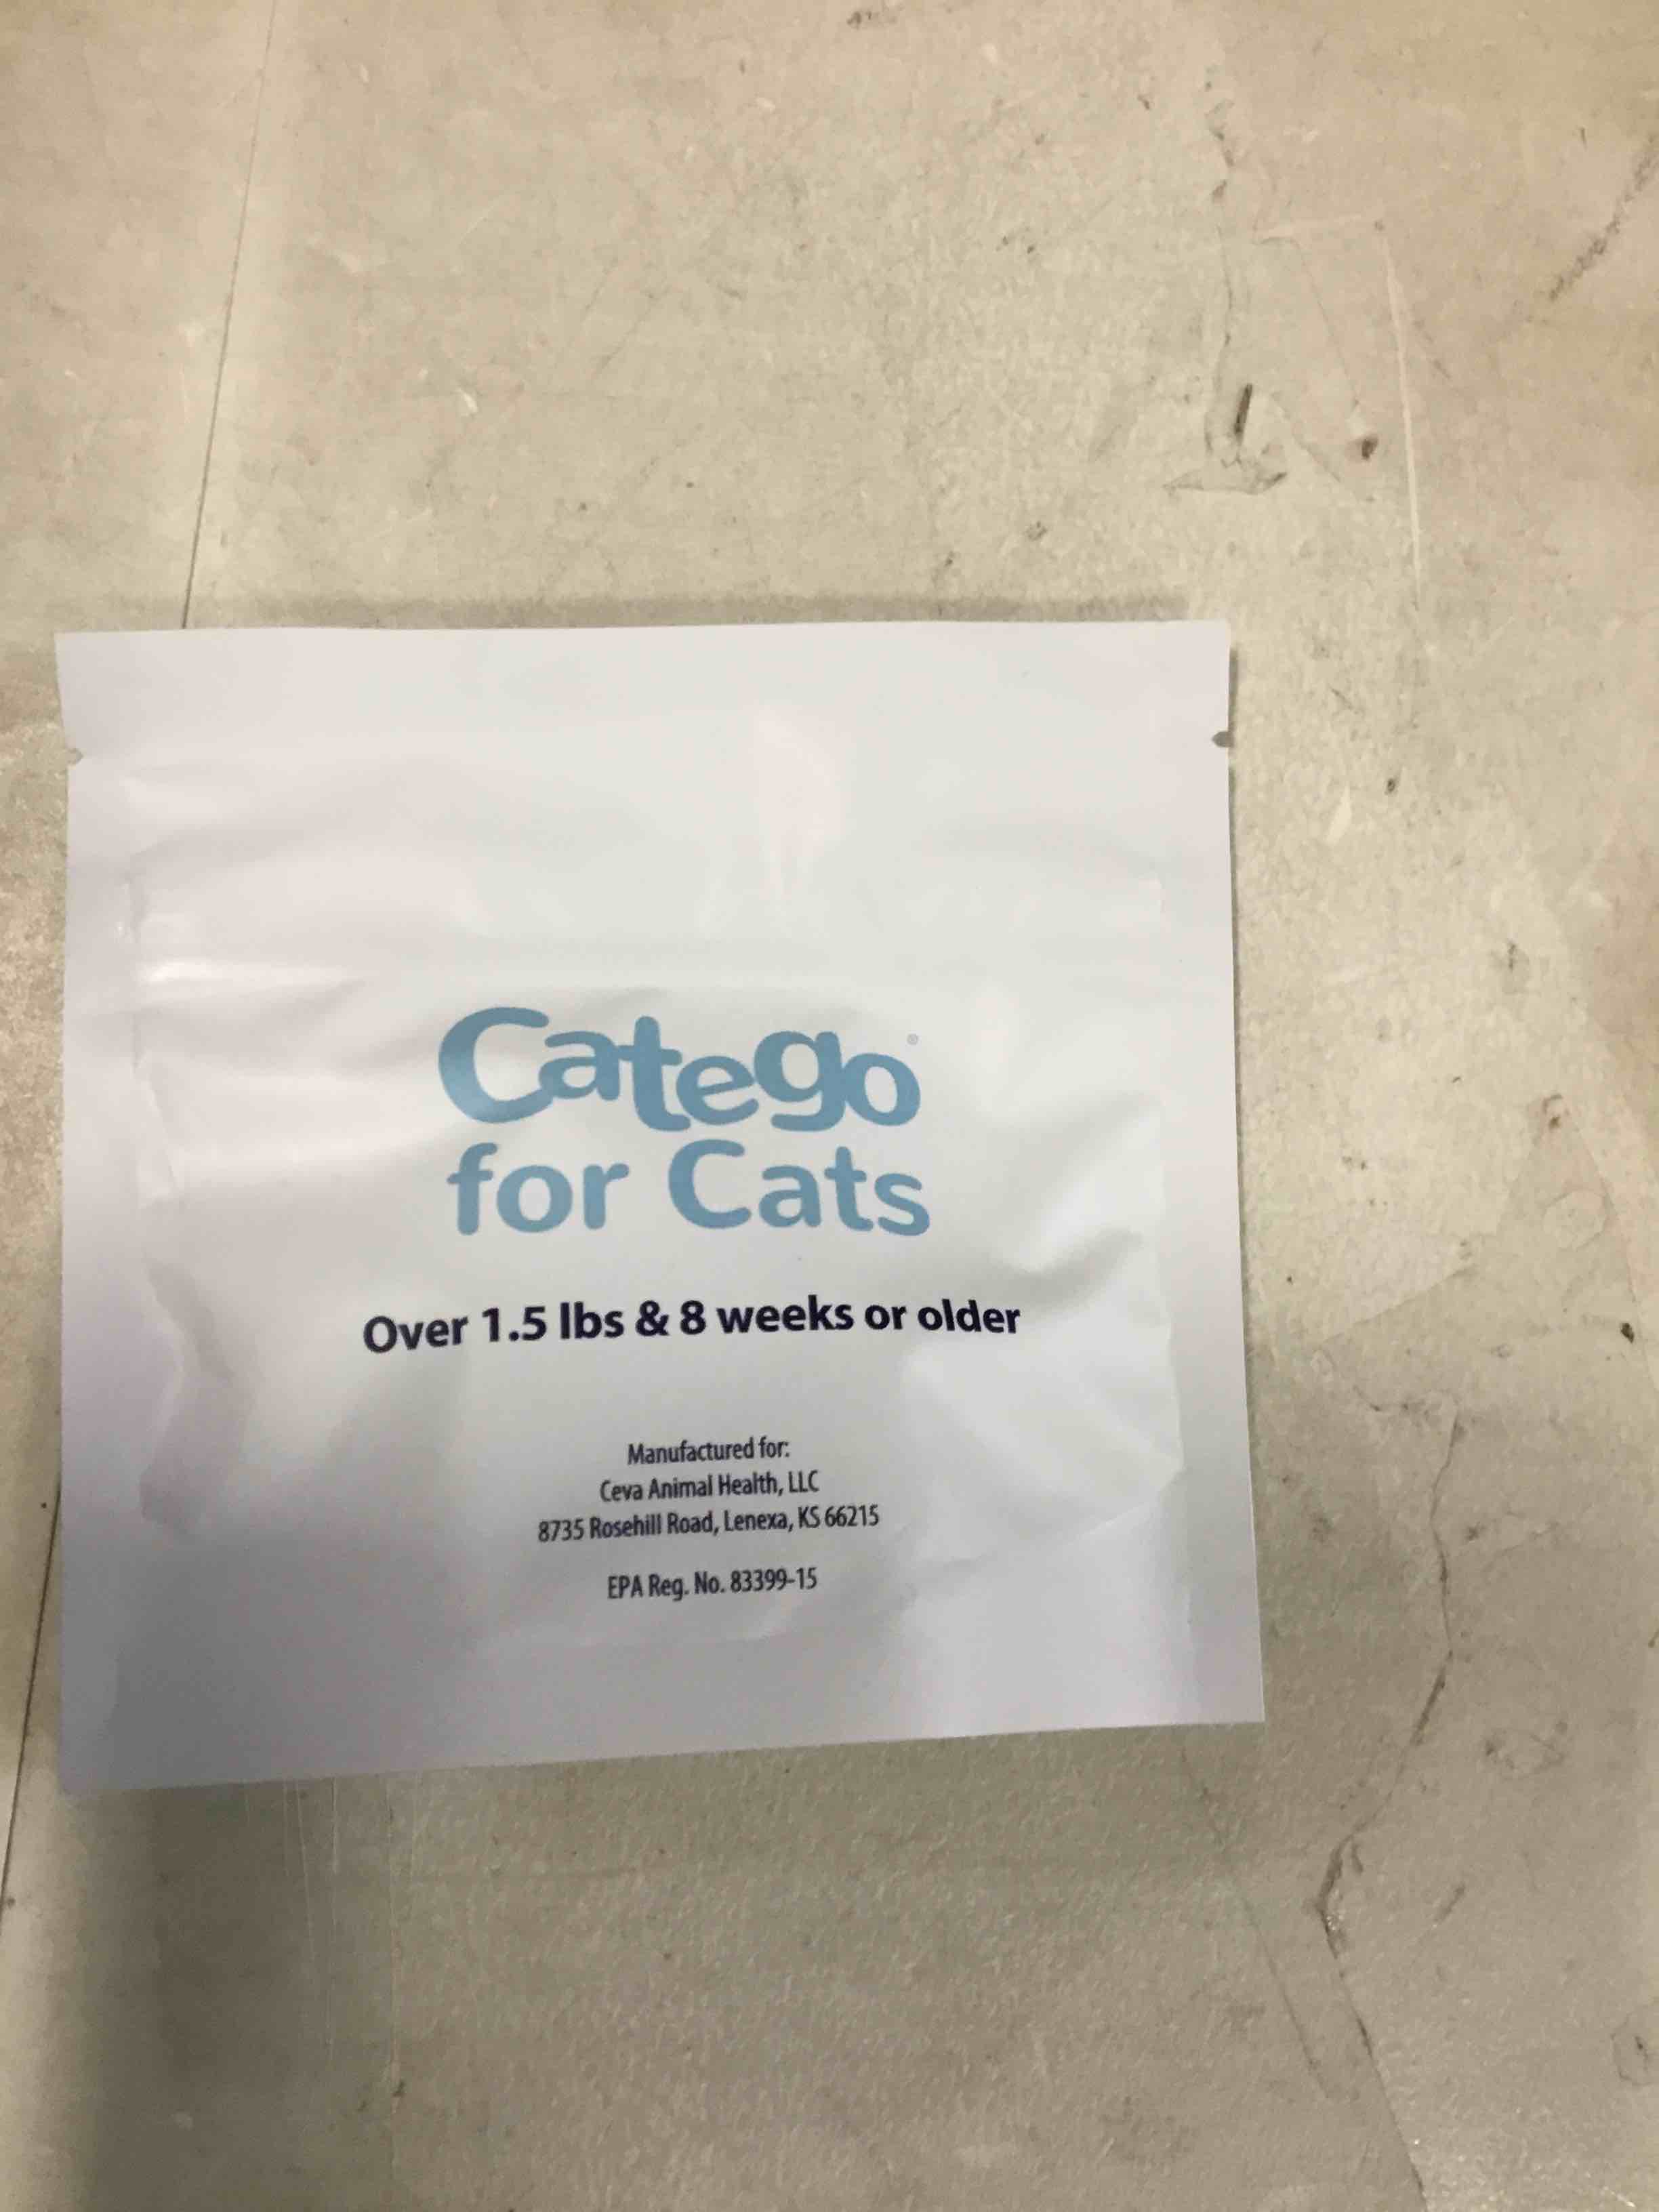 Catego
for Cats
Over 1.5 lbs & 8 weeks or older
Manufactured for:
Ceva Animal Health, LLC
8735 Rosehill Road, Lenexa, KS 66215
EPA Reg. No. 83399-15